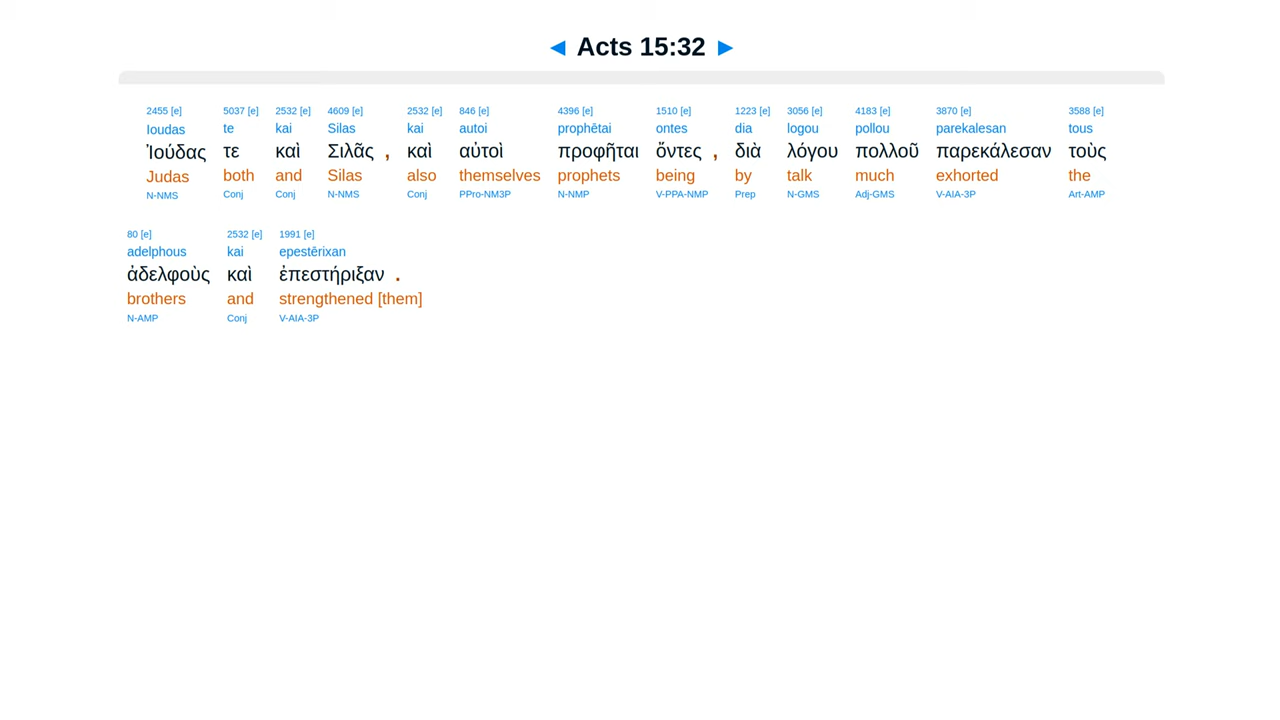 ◄ Acts 15:32 ►
2455 [e] 5037 [e] 2532 [e] 4609 [e] 2532 [e] 846 [e] 4396 [e] 1510 [e] 1223 [e] 3056 [e] 4183 [e] 3870 [e] 3588 [e]
Ioudas te kai Silas kai autoi prophētai ontes dia logou pollou parekalesan tous
Ἰούδας τε καὶ Σιλᾶς , καὶ αὐτοὶ προφῆται ὄντες , διὰ λόγου πολλοῦ παρεκάλεσαν τοὺς
Judas both and Silas also themselves prophets being by talk much exhorted the
N-NMS Conj Conj N-NMS Conj PPro-NM3P N-NMP V-PPA-NMP Prep N-GMS Adj-GMS V-AIA-3P Art-AMP
80 [e] 2532 [e] 1991 [e]
adelphous kai epestērixan
ἀδελφοὺς καὶ ἐπεστήριξαν .
brothers and strengthened [them]
N-AMP Conj V-AIA-3P